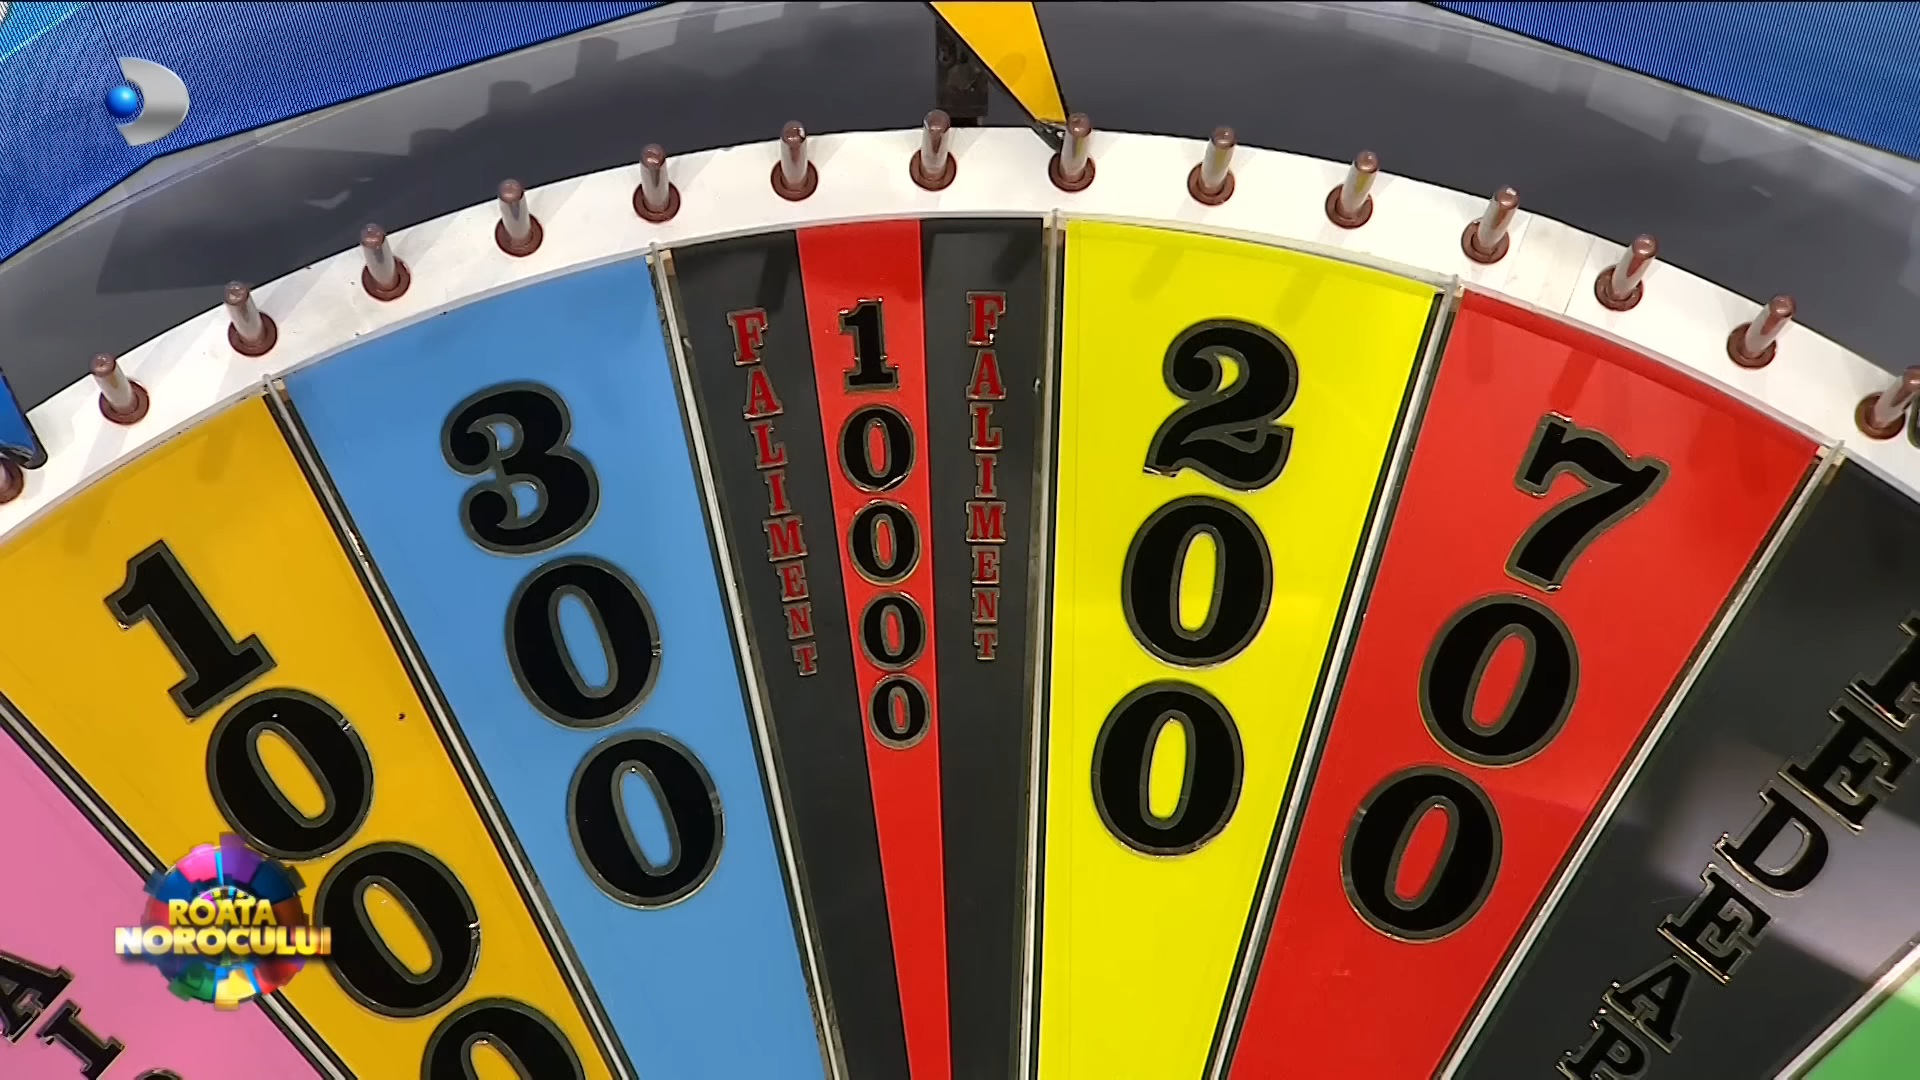 1000
300
FALIMENT
10000
FALIMENT
200
700
ROATA
NOROCULUI